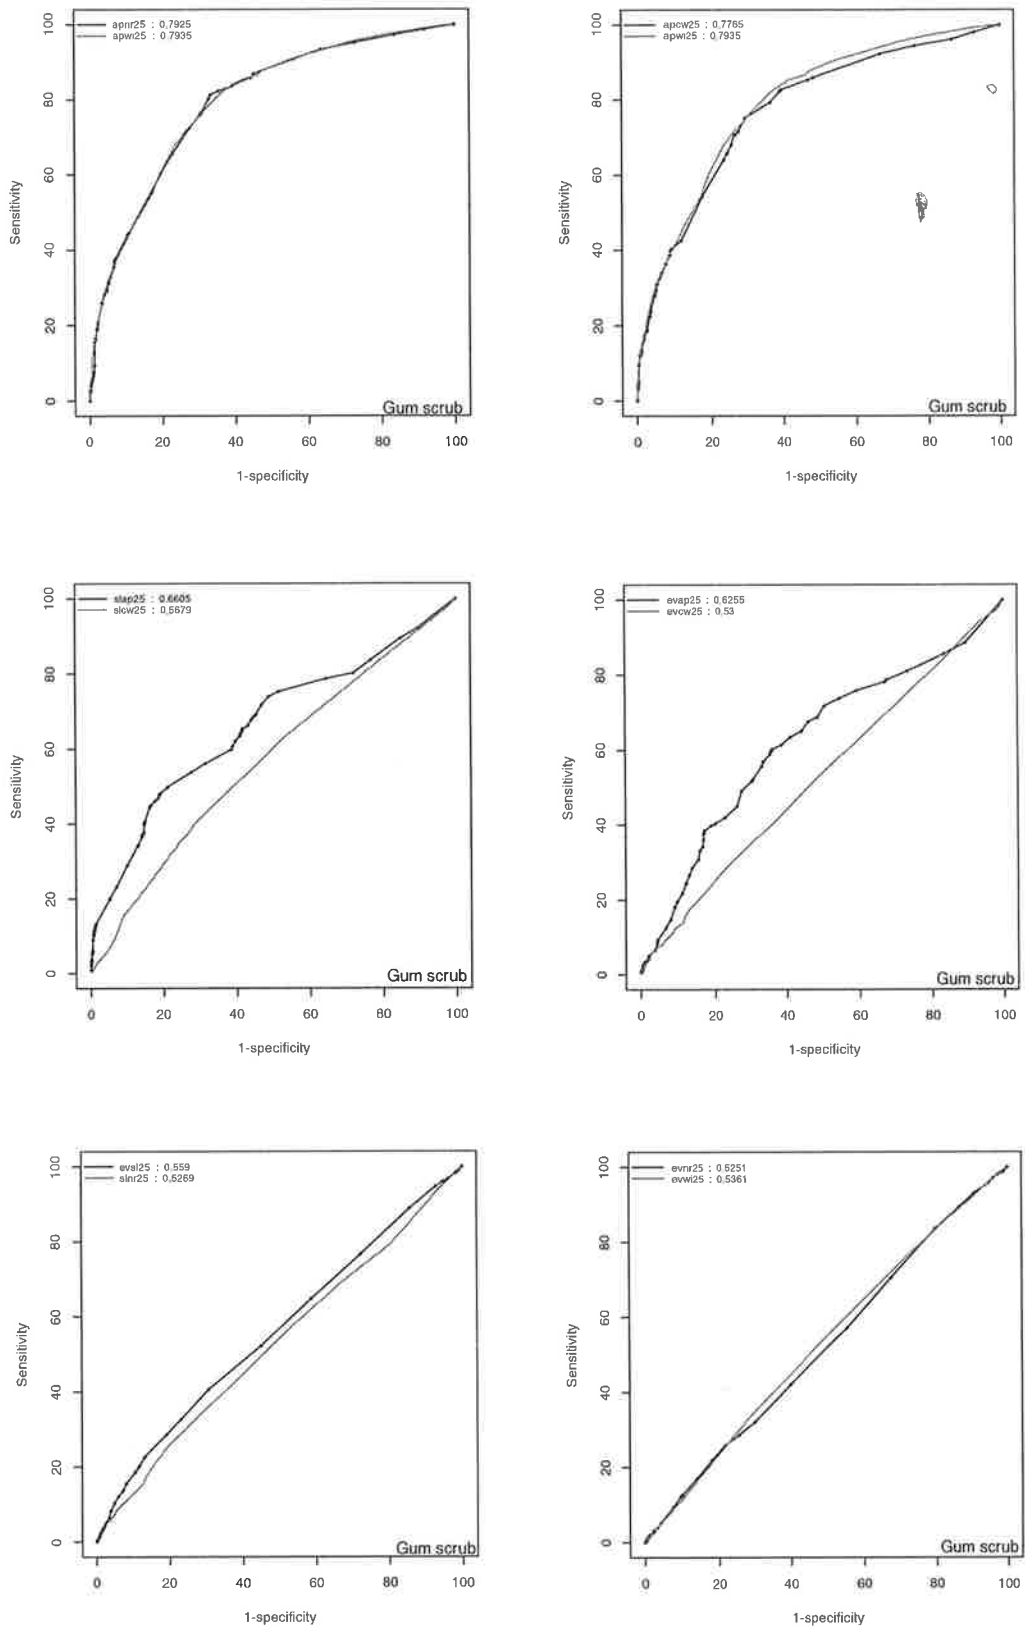 apnr25 : 0,7925
apwi25 : 0,7935
100
80
60
40
20
0
Sensitivity
Gum scrub
0 20 40 60 80 100
1-specificity
apcw25 : 0,7765
apwi25 : 0,7935
100
80
60
40
20
0
Sensitivity
Gum scrub
0 20 40 60 80 100
1-specificity
slap25 : 0,6605
slcw25 : 0,5679
100
80
60
40
20
0
Sensitivity
Gum scrub
0 20 40 60 80 100
1-specificity
evap25 : 0,6255
evcw25 : 0,53
100
80
60
40
20
0
Sensitivity
Gum scrub
0 20 40 60 80 100
1-specificity
evsl25 : 0,559
slnr25 : 0,5269
100
80
60
40
20
0
Sensitivity
Gum scrub
0 20 40 60 80 100
1-specificity
evnr25 : 0,5251
evwi25 : 0,5361
100
80
60
40
20
0
Sensitivity
Gum scrub
0 20 40 60 80 100
1-specificity